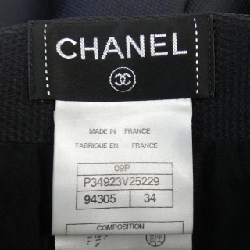 CHANEL
MADE IN FRANCE
FABRIQUE EN FRANCE
09P
P34923V25229
94305 34
COMPOSITION